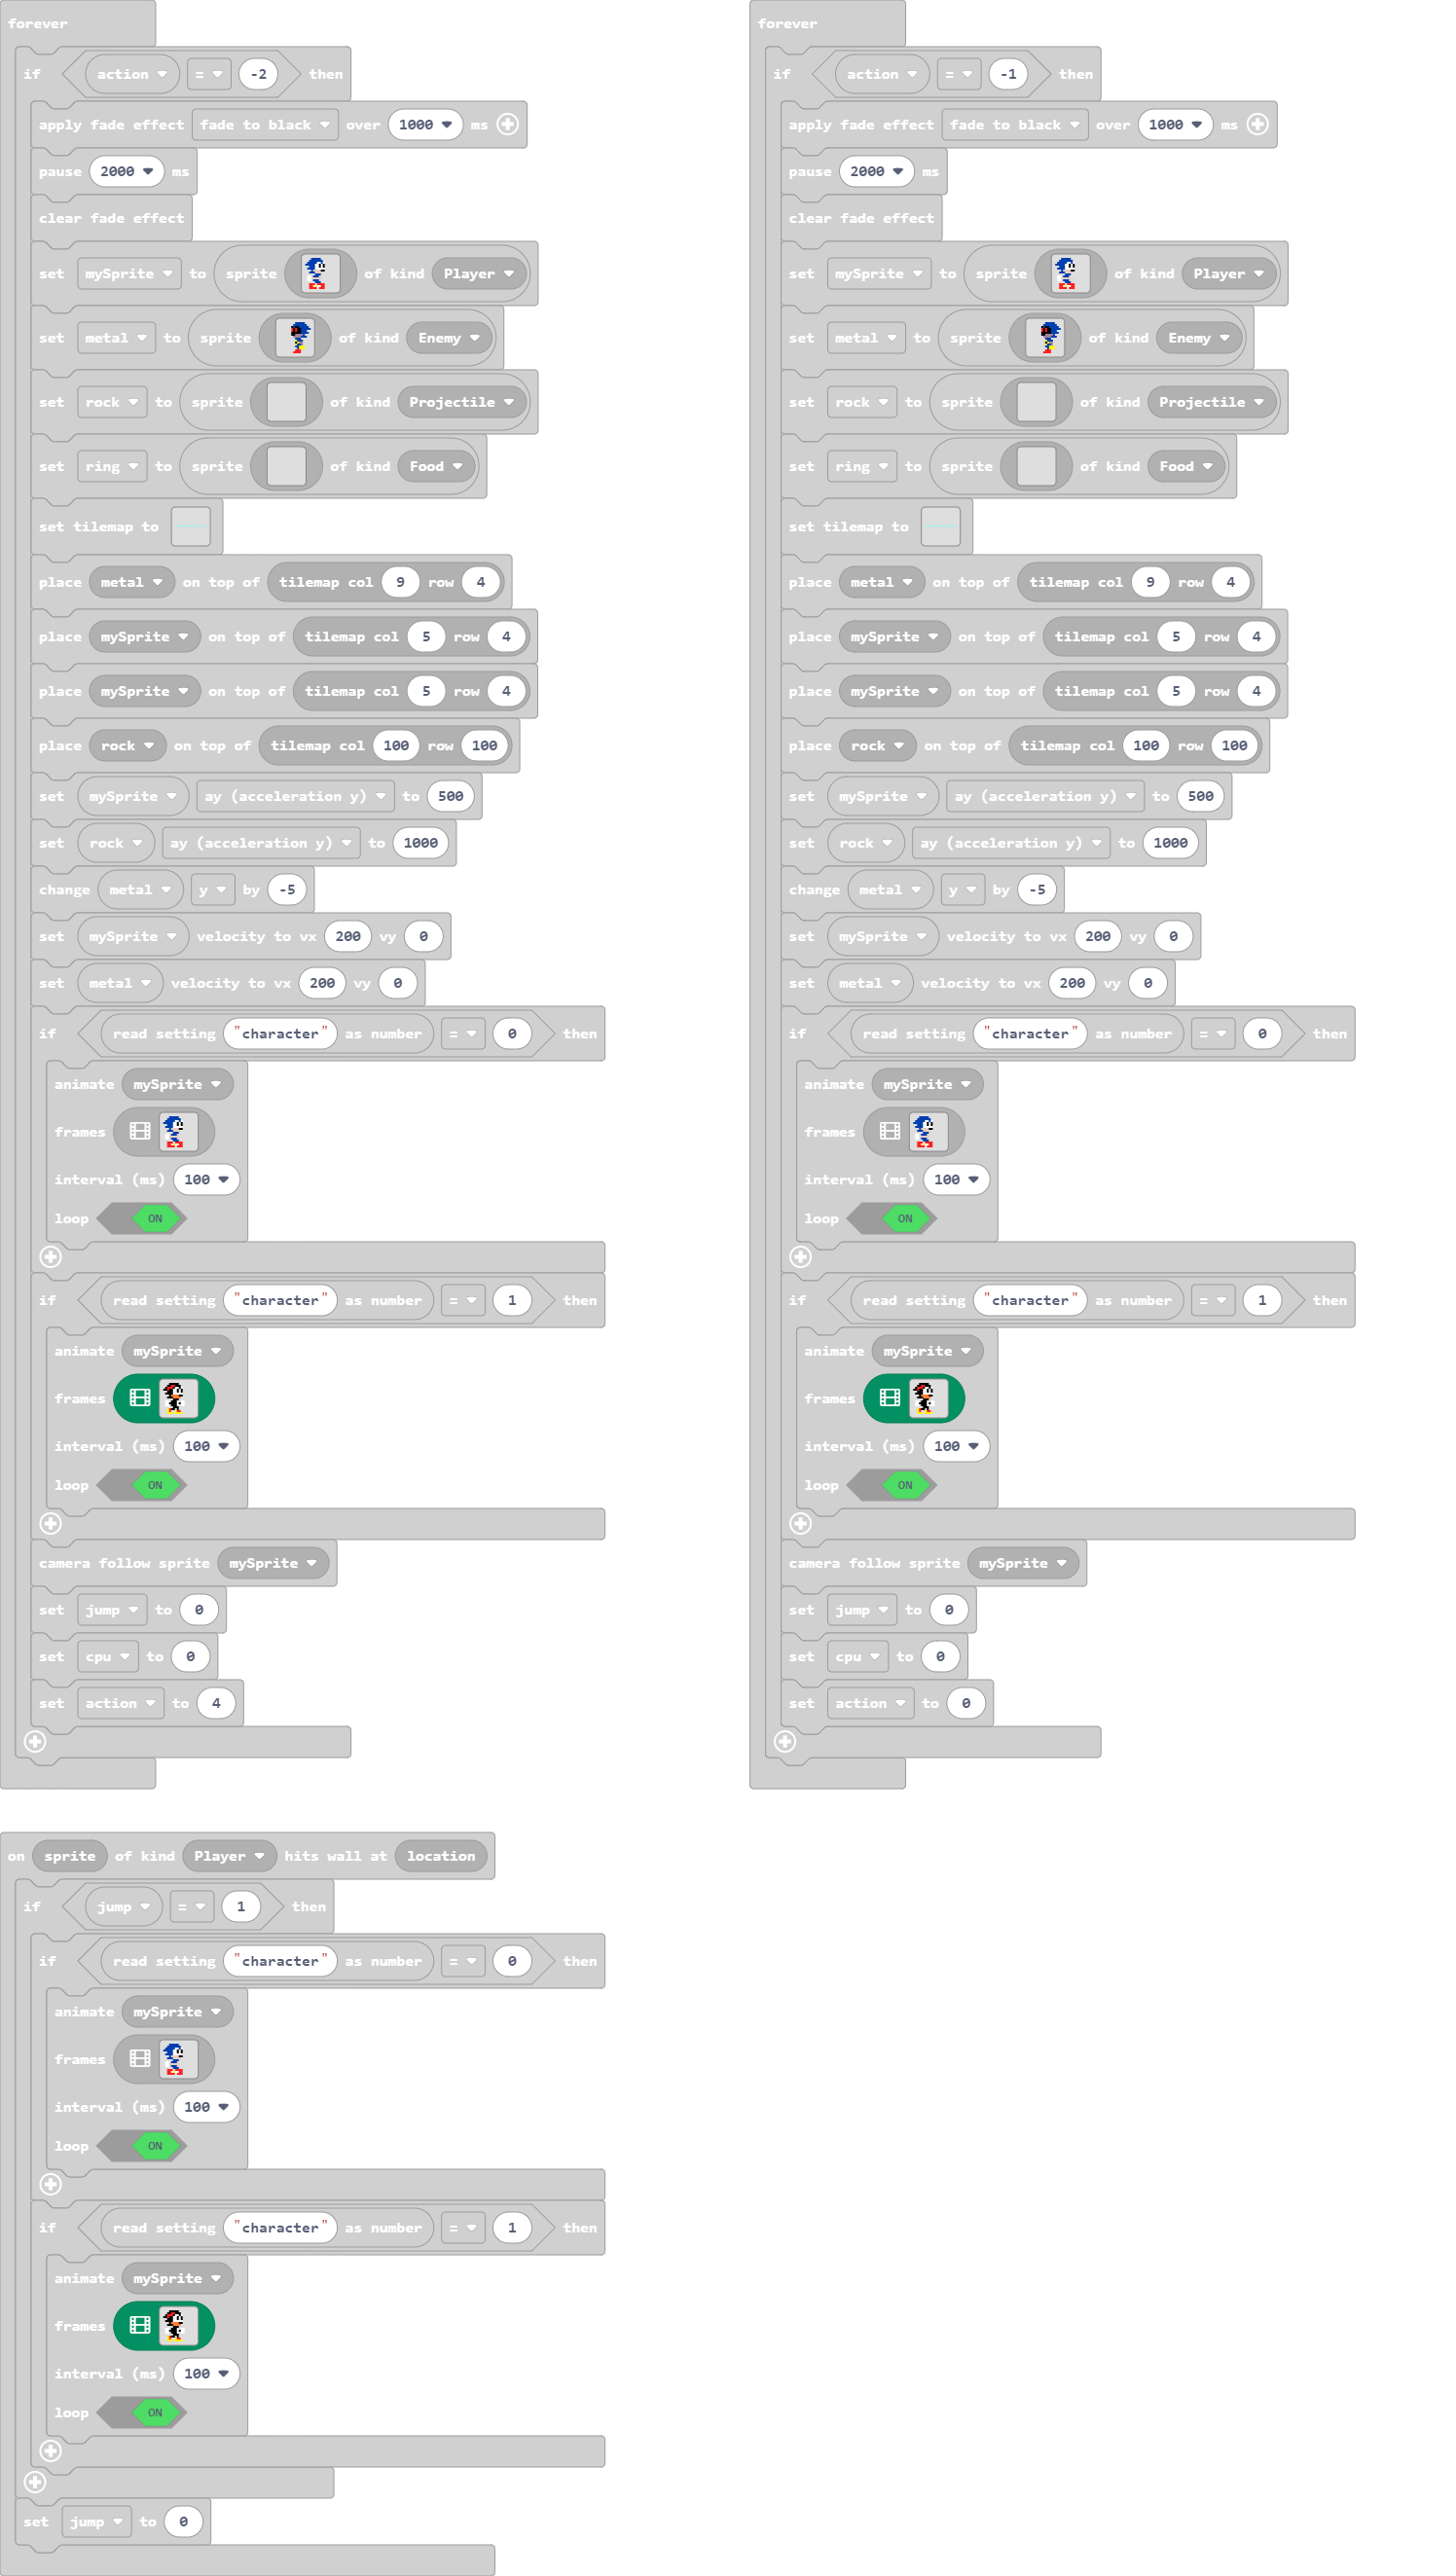 forever
if action = -2 then
apply fade effect fade to black over 1000 ms
pause 2000 ms
clear fade effect
set mySprite to sprite of kind Player
set metal to sprite of kind Enemy
set rock to sprite of kind Projectile
set ring to sprite of kind Food
set tilemap to
place metal on top of tilemap col 9 row 4
place mySprite on top of tilemap col 5 row 4
place mySprite on top of tilemap col 5 row 4
place rock on top of tilemap col 100 row 100
set mySprite ay (acceleration y) to 500
set rock ay (acceleration y) to 1000
change metal y by -5
set mySprite velocity to vx 200 vy 0
set metal velocity to vx 200 vy 0
if read setting "character" as number = 0 then
animate mySprite
frames
interval (ms) 100
loop ON
if read setting "character" as number = 1 then
animate mySprite
frames
interval (ms) 100
loop ON
camera follow sprite mySprite
set jump to 0
set cpu to 0
set action to 4
forever
if action = -1 then
apply fade effect fade to black over 1000 ms
pause 2000 ms
clear fade effect
set mySprite to sprite of kind Player
set metal to sprite of kind Enemy
set rock to sprite of kind Projectile
set ring to sprite of kind Food
set tilemap to
place metal on top of tilemap col 9 row 4
place mySprite on top of tilemap col 5 row 4
place mySprite on top of tilemap col 5 row 4
place rock on top of tilemap col 100 row 100
set mySprite ay (acceleration y) to 500
set rock ay (acceleration y) to 1000
change metal y by -5
set mySprite velocity to vx 200 vy 0
set metal velocity to vx 200 vy 0
if read setting "character" as number = 0 then
animate mySprite
frames
interval (ms) 100
loop ON
if read setting "character" as number = 1 then
animate mySprite
frames
interval (ms) 100
loop ON
camera follow sprite mySprite
set jump to 0
set cpu to 0
set action to 0
on sprite of kind Player hits wall at location
if jump = 1 then
if read setting "character" as number = 0 then
animate mySprite
frames
interval (ms) 100
loop ON
if read setting "character" as number = 1 then
animate mySprite
frames
interval (ms) 100
loop ON
set jump to 0